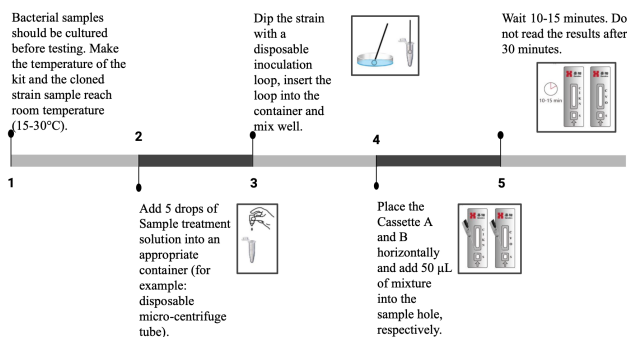 Bacterial samples
should be cultured
before testing. Make
the temperature of the
kit and the cloned
strain sample reach
room temperature
(15-30°C).
1
2
Add 5 drops of
Sample treatment
solution into an
appropriate
container (for
example:
disposable
micro-centrifuge
tube).
Dip the strain
with a
disposable
inoculation
loop, insert the
loop into the
container and
mix well.
3
4
Place the
Cassette A
and B
horizontally
and add 50 µL
of mixture
into the
sample hole,
respectively.
Wait 10-15 minutes. Do
not read the results after
30 minutes.
10-15 min
5